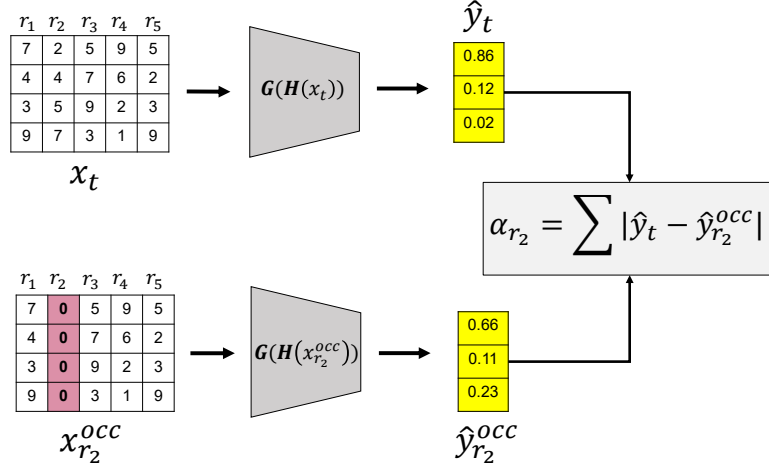 r₁ r₂ r₃ r₄ r₅
7 2 5 9 5
4 4 7 6 2
3 5 9 2 3
9 7 3 1 9
x_t
G(H(x_t))
ŷ_t
0.86
0.12
0.02
α_{r₂} = ∑ |ŷ_t − ŷ_{r₂}^{occ}|
r₁ r₂ r₃ r₄ r₅
7 0 5 9 5
4 0 7 6 2
3 0 9 2 3
9 0 3 1 9
x_{r₂}^{occ}
G(H(x_{r₂}^{occ}))
0.66
0.11
0.23
ŷ_{r₂}^{occ}